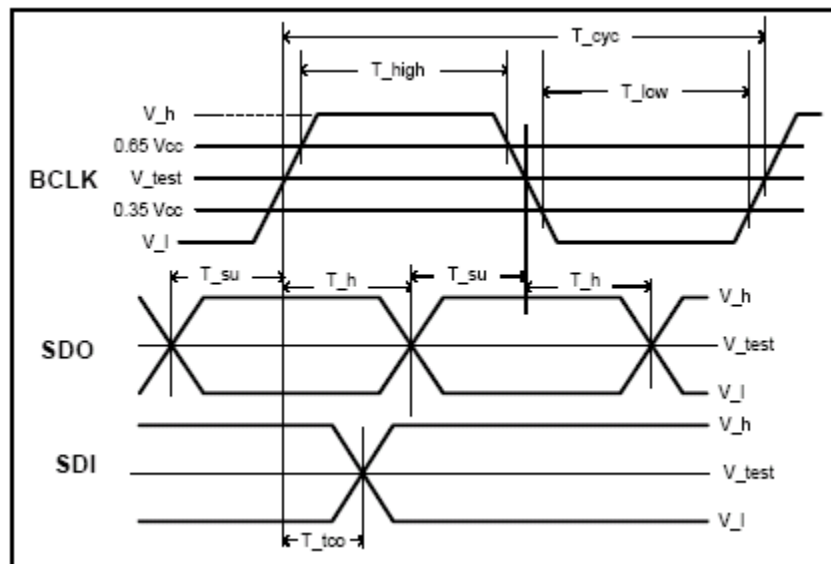 T_cyc
T_high
T_low
V_h
0.65 Vcc
BCLK
V_test
0.35 Vcc
V_l
T_su
T_h
T_su
T_h
V_h
SDO
V_test
V_l
V_h
SDI
V_test
V_l
T_tco